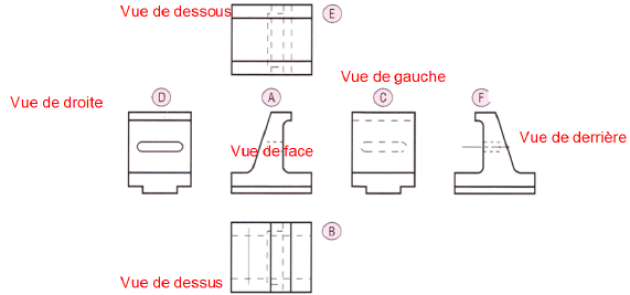 Vue de dessous E
Vue de gauche
Vue de droite D A C F
Vue de face Vue de derrière
B
Vue de dessus